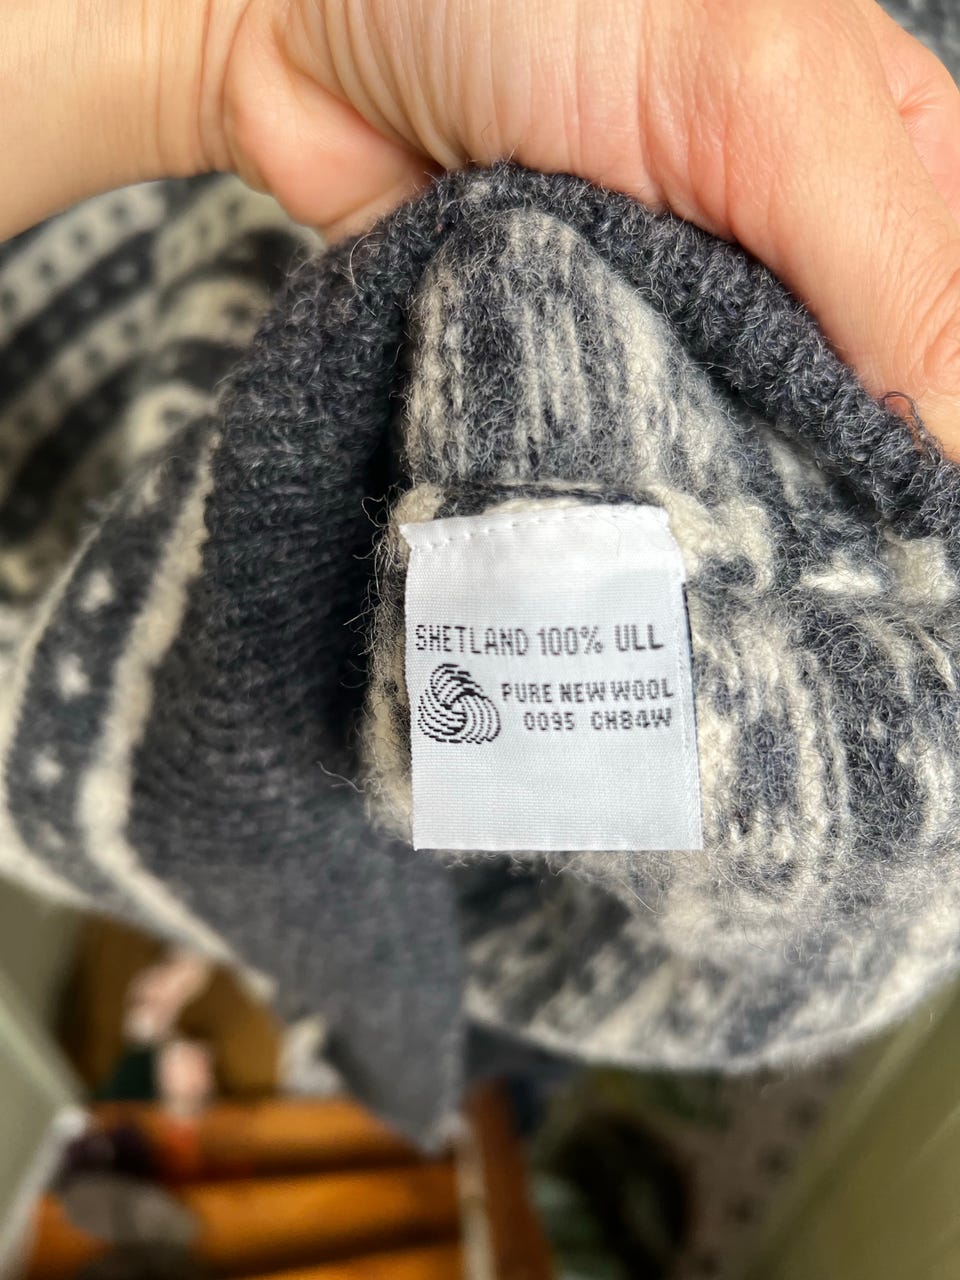 SHETLAND 100% ULL
PURE NEW WOOL
0095 CH84W